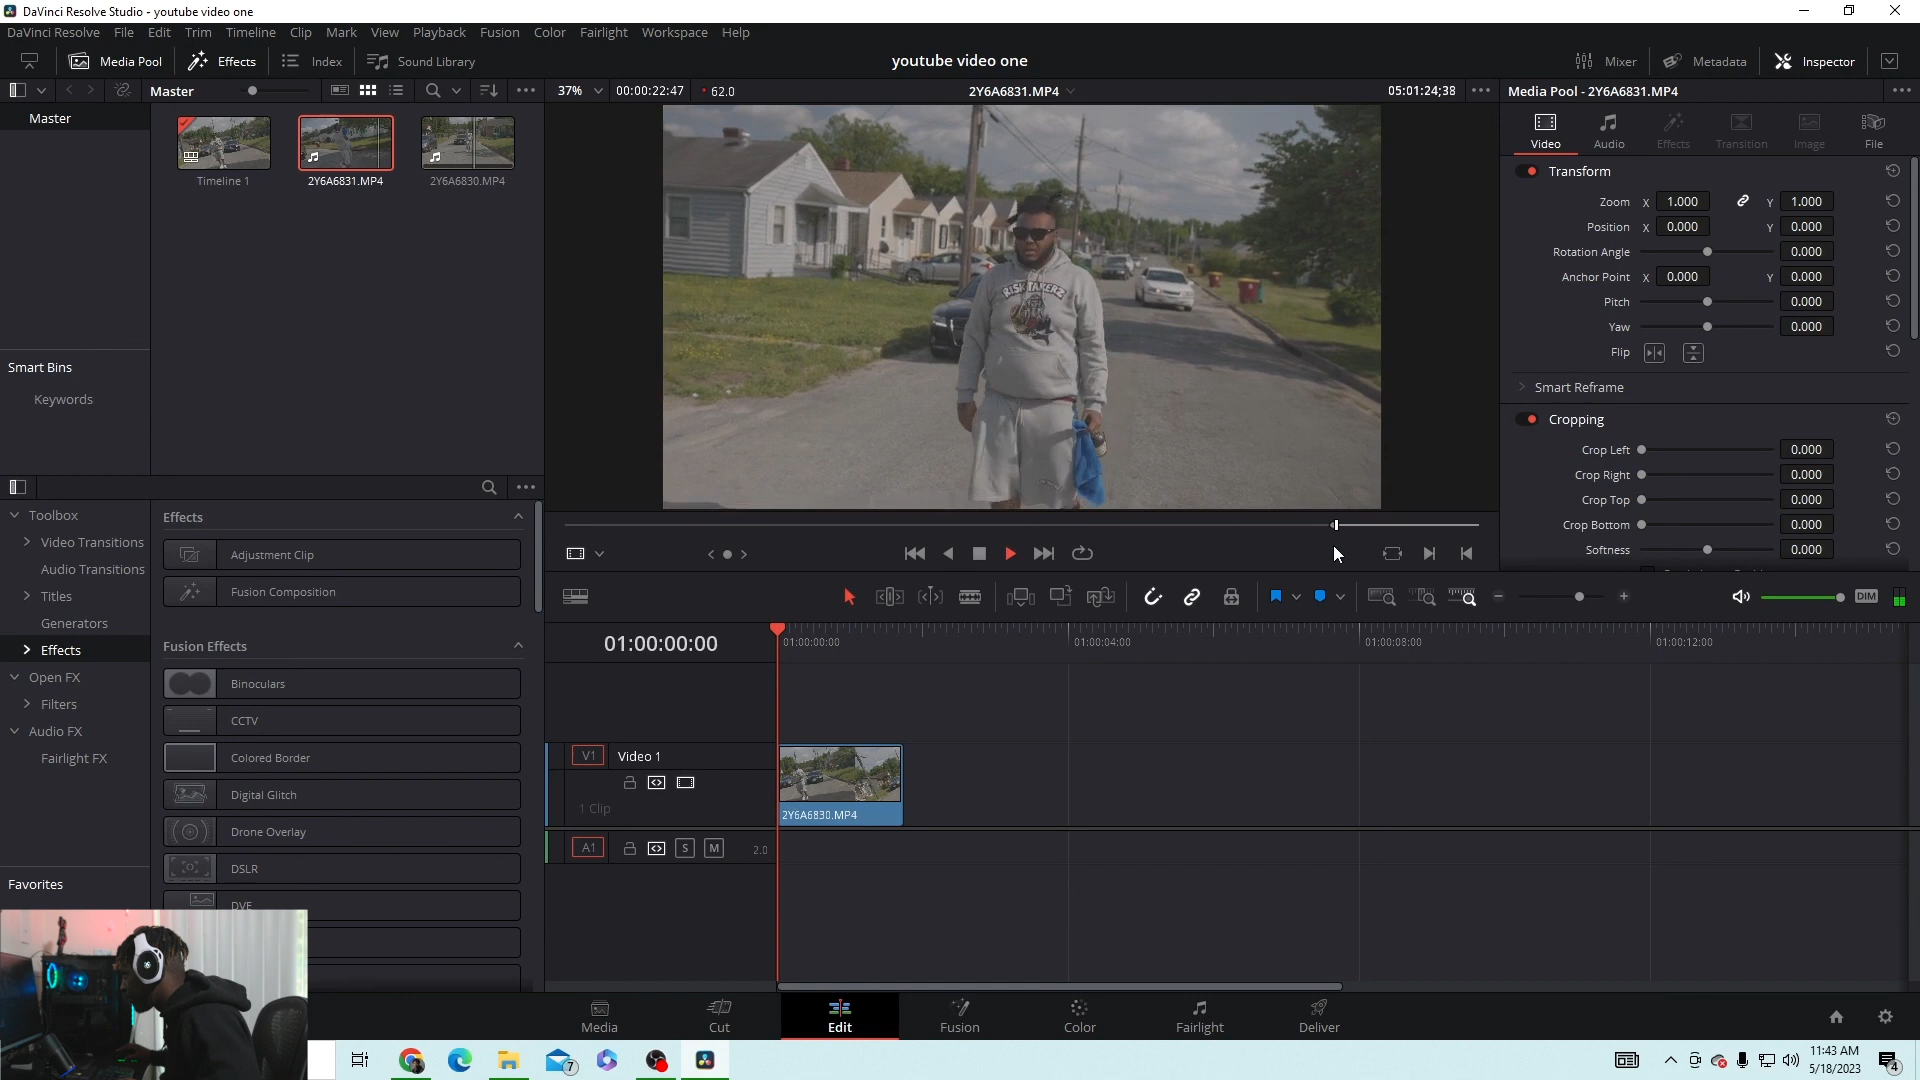 DaVinci Resolve Studio - youtube video one
DaVinci Resolve File Edit Trim Timeline Clip Mark View Playback Fusion Color Fairlight Workspace Help
Media Pool Effects Index Sound Library youtube video one Mixer Metadata Inspector
Master 37% 00:00:22:47 62.0 2Y6A6831.MP4 05:01:24;38 Media Pool - 2Y6A6831.MP4
Master
Video Audio Effects Transition Image File
Timeline 1 2Y6A6831.MP4 2Y6A6830.MP4
Transform
Zoom X 1.000 Y 1.000
Position X 0.000 Y 0.000
Rotation Angle 0.000
Anchor Point X 0.000 Y 0.000
Pitch 0.000
Yaw 0.000
Flip
RISKTAKERZ
Smart Bins
Keywords
Smart Reframe
Cropping
Crop Left 0.000
Crop Right 0.000
Crop Top 0.000
Crop Bottom 0.000
Softness 0.000
Toolbox
Video Transitions
Audio Transitions
Titles
Generators
Effects
Open FX
Filters
Audio FX
Fairlight FX
Favorites
Effects
Adjustment Clip
Fusion Composition
Fusion Effects
Binoculars
CCTV
Colored Border
Digital Glitch
Drone Overlay
DSLR
DVE
DIM
01:00:00:00 01:00:00:00 01:00:04:00 01:00:08:00 01:00:12:00
V1 Video 1
1 Clip
2Y6A6830.MP4
A1 S M 2.0
Media Cut Edit Fusion Color Fairlight Deliver
7
11:43 AM
5/18/2023
4